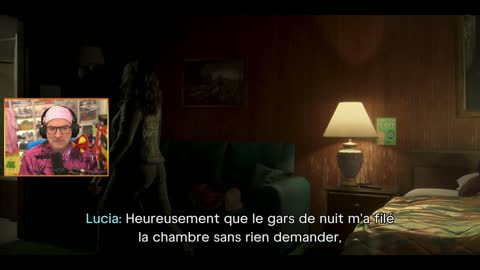 Lucia: Heureusement que le gars de nuit m'a filé
la chambre sans rien demander,